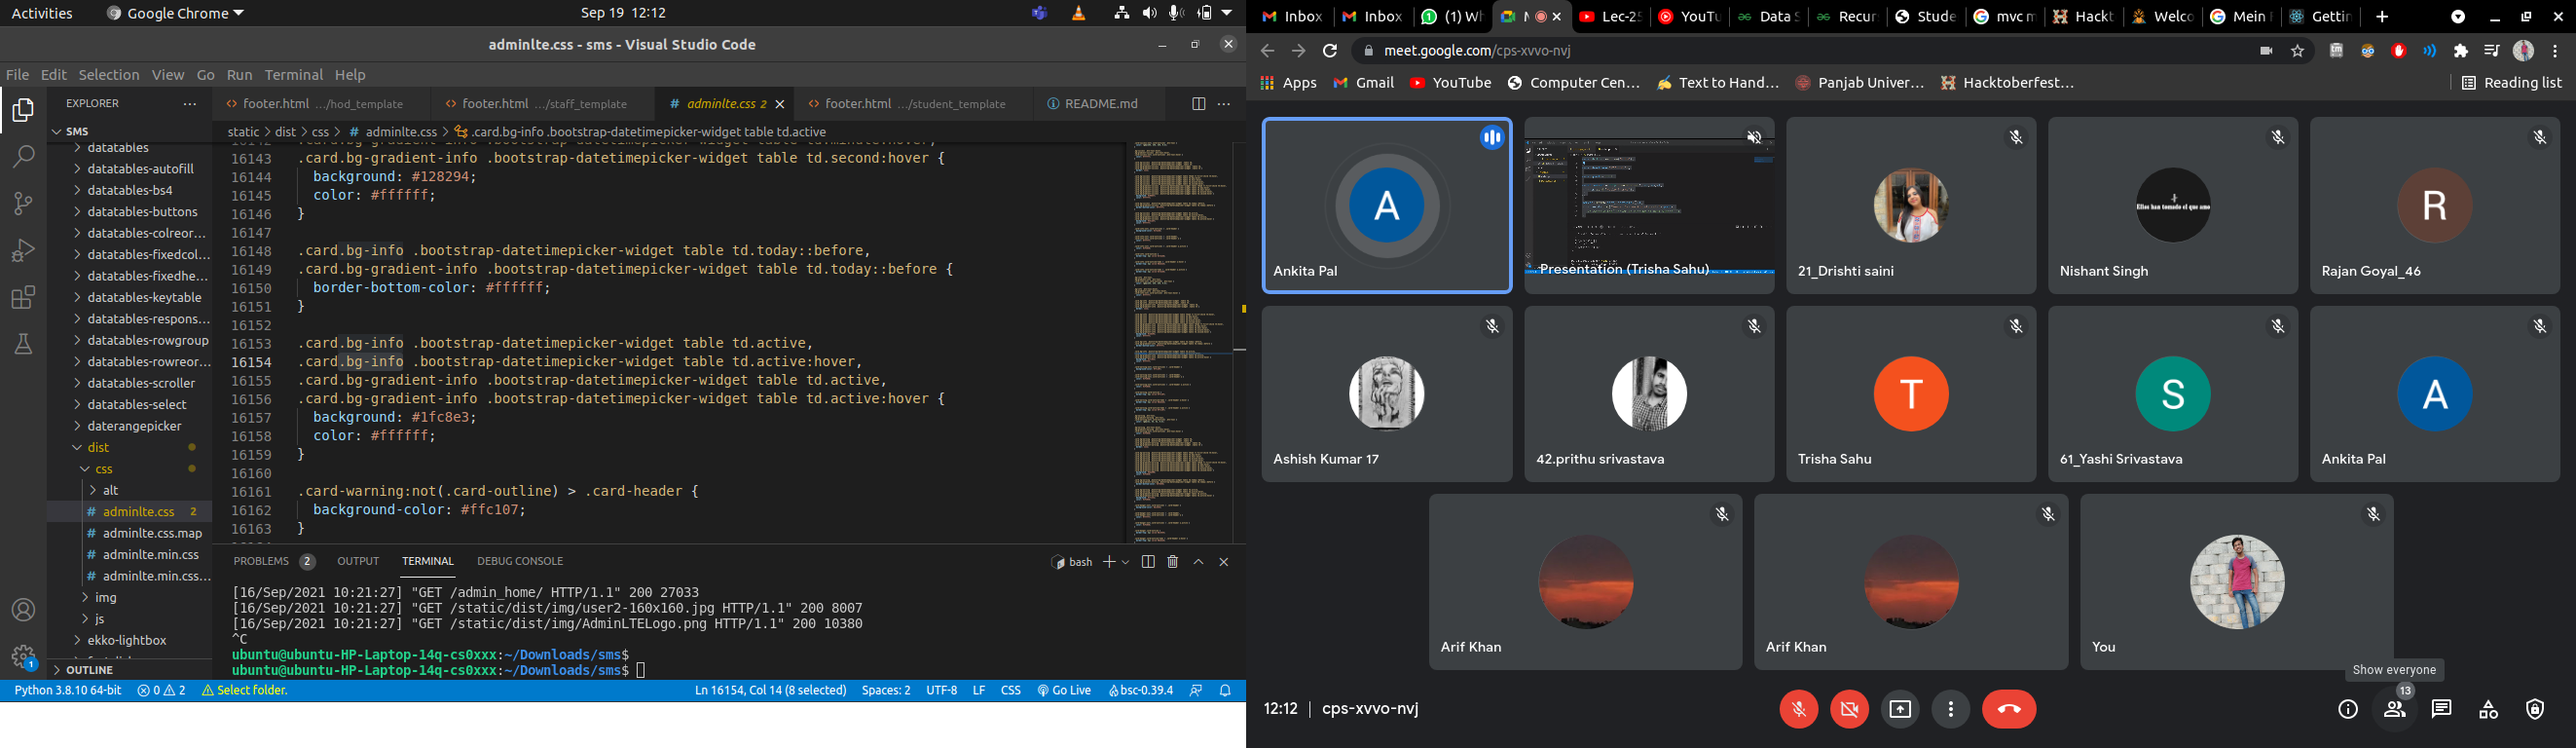 Activities
Google Chrome
Sep 19 12:12
adminlte.css - sms - Visual Studio Code
File Edit Selection View Go Run Terminal Help
EXPLORER
footer.html .../hod_template
footer.html .../staff_template
adminlte.css 2
footer.html .../student_template
README.md
SMS
static > dist > css > adminlte.css > .card.bg-info .bootstrap-datetimepicker-widget table td.active
datatables
datatables-autofill
datatables-bs4
datatables-buttons
datatables-colreor...
datatables-fixedcol...
datatables-fixedhe...
datatables-keytable
datatables-respons...
datatables-rowgroup
datatables-rowreor...
datatables-scroller
datatables-select
daterangepicker
dist
css
alt
adminlte.css 2
adminlte.css.map
adminlte.min.css
adminlte.min.css...
img
js
ekko-lightbox
OUTLINE
16143 .card.bg-gradient-info .bootstrap-datetimepicker-widget table td.second:hover {
16144 background: #128294;
16145 color: #ffffff;
16146 }
16147
16148 .card.bg-info .bootstrap-datetimepicker-widget table td.today::before,
16149 .card.bg-gradient-info .bootstrap-datetimepicker-widget table td.today::before {
16150 border-bottom-color: #ffffff;
16151 }
16152
16153 .card.bg-info .bootstrap-datetimepicker-widget table td.active,
16154 .card.bg-info .bootstrap-datetimepicker-widget table td.active:hover,
16155 .card.bg-gradient-info .bootstrap-datetimepicker-widget table td.active,
16156 .card.bg-gradient-info .bootstrap-datetimepicker-widget table td.active:hover {
16157 background: #1fc8e3;
16158 color: #ffffff;
16159 }
16160
16161 .card-warning:not(.card-outline) > .card-header {
16162 background-color: #ffc107;
16163 }
PROBLEMS 2 OUTPUT TERMINAL DEBUG CONSOLE
bash
[16/Sep/2021 10:21:27] "GET /admin_home/ HTTP/1.1" 200 27033
[16/Sep/2021 10:21:27] "GET /static/dist/img/user2-160x160.jpg HTTP/1.1" 200 8007
[16/Sep/2021 10:21:27] "GET /static/dist/img/AdminLTELogo.png HTTP/1.1" 200 10380
^C
ubuntu@ubuntu-HP-Laptop-14q-cs0xxx:~/Downloads/sms$
ubuntu@ubuntu-HP-Laptop-14q-cs0xxx:~/Downloads/sms$
1
Python 3.8.10 64-bit 0 2 Select folder.
Ln 16154, Col 14 (8 selected) Spaces: 2 UTF-8 LF CSS Go Live bsc-0.39.4
Inbox Inbox (1) Wh M Lec-25 YouTu Data S Recur Stude mvc m Hackt Welco Mein Gettin
meet.google.com/cps-xvvo-nvj
Apps Gmail YouTube Computer Cen... Text to Hand... Panjab Univer... Hacktoberfest... Reading list
A
Ankita Pal
Presentation (Trisha Sahu)
21_Drishti saini
Nishant Singh
R
Rajan Goyal_46
Ashish Kumar 17
42.prithu srivastava
T
Trisha Sahu
S
61_Yashi Srivastava
A
Ankita Pal
Arif Khan
Arif Khan
You
Show everyone
13
12:12 | cps-xvvo-nvj